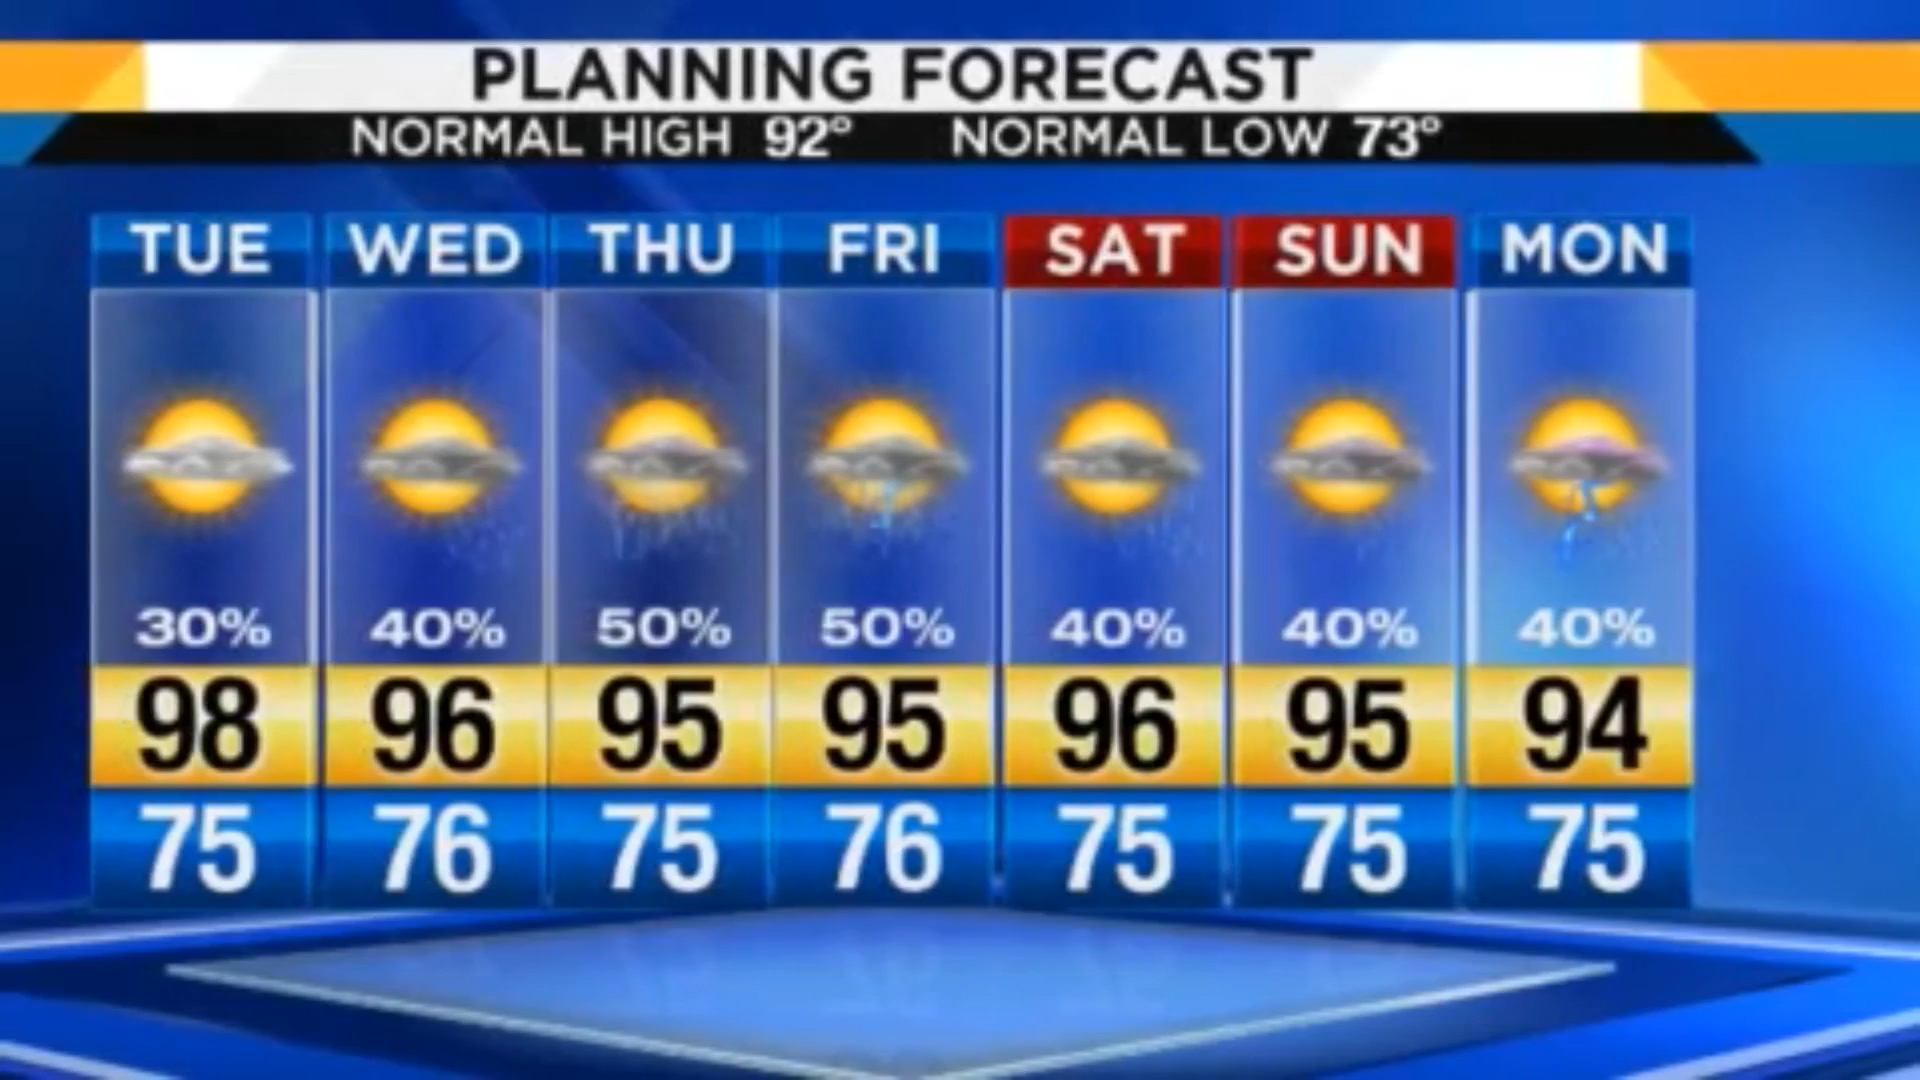 PLANNING FORECAST
NORMAL HIGH 92° NORMAL LOW 73°
TUE WED THU FRI SAT SUN MON
30% 40% 50% 50% 40% 40% 40%
98 96 95 95 96 95 94
75 76 75 76 75 75 75